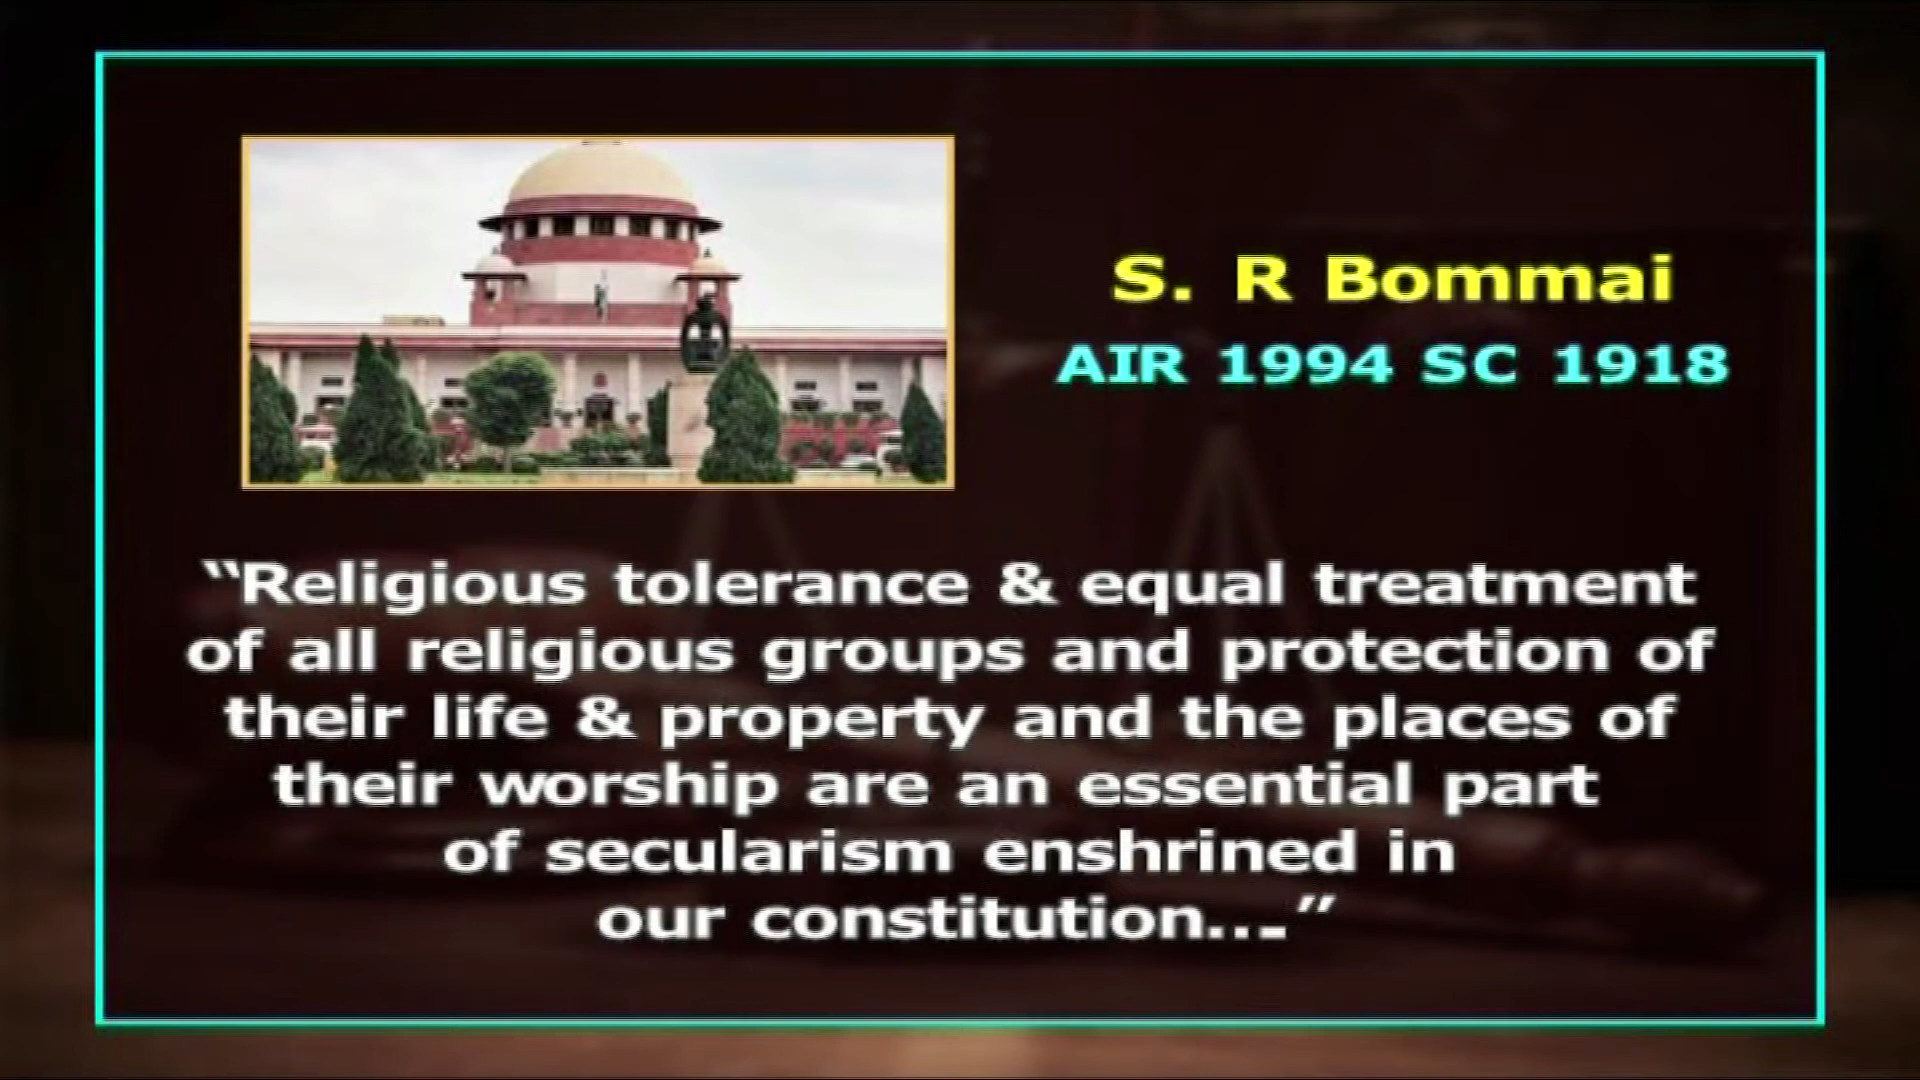 S. R Bommai
AIR 1994 SC 1918
“Religious tolerance & equal treatment
of all religious groups and protection of
their life & property and the places of
their worship are an essential part
of secularism enshrined in
our constitution...”